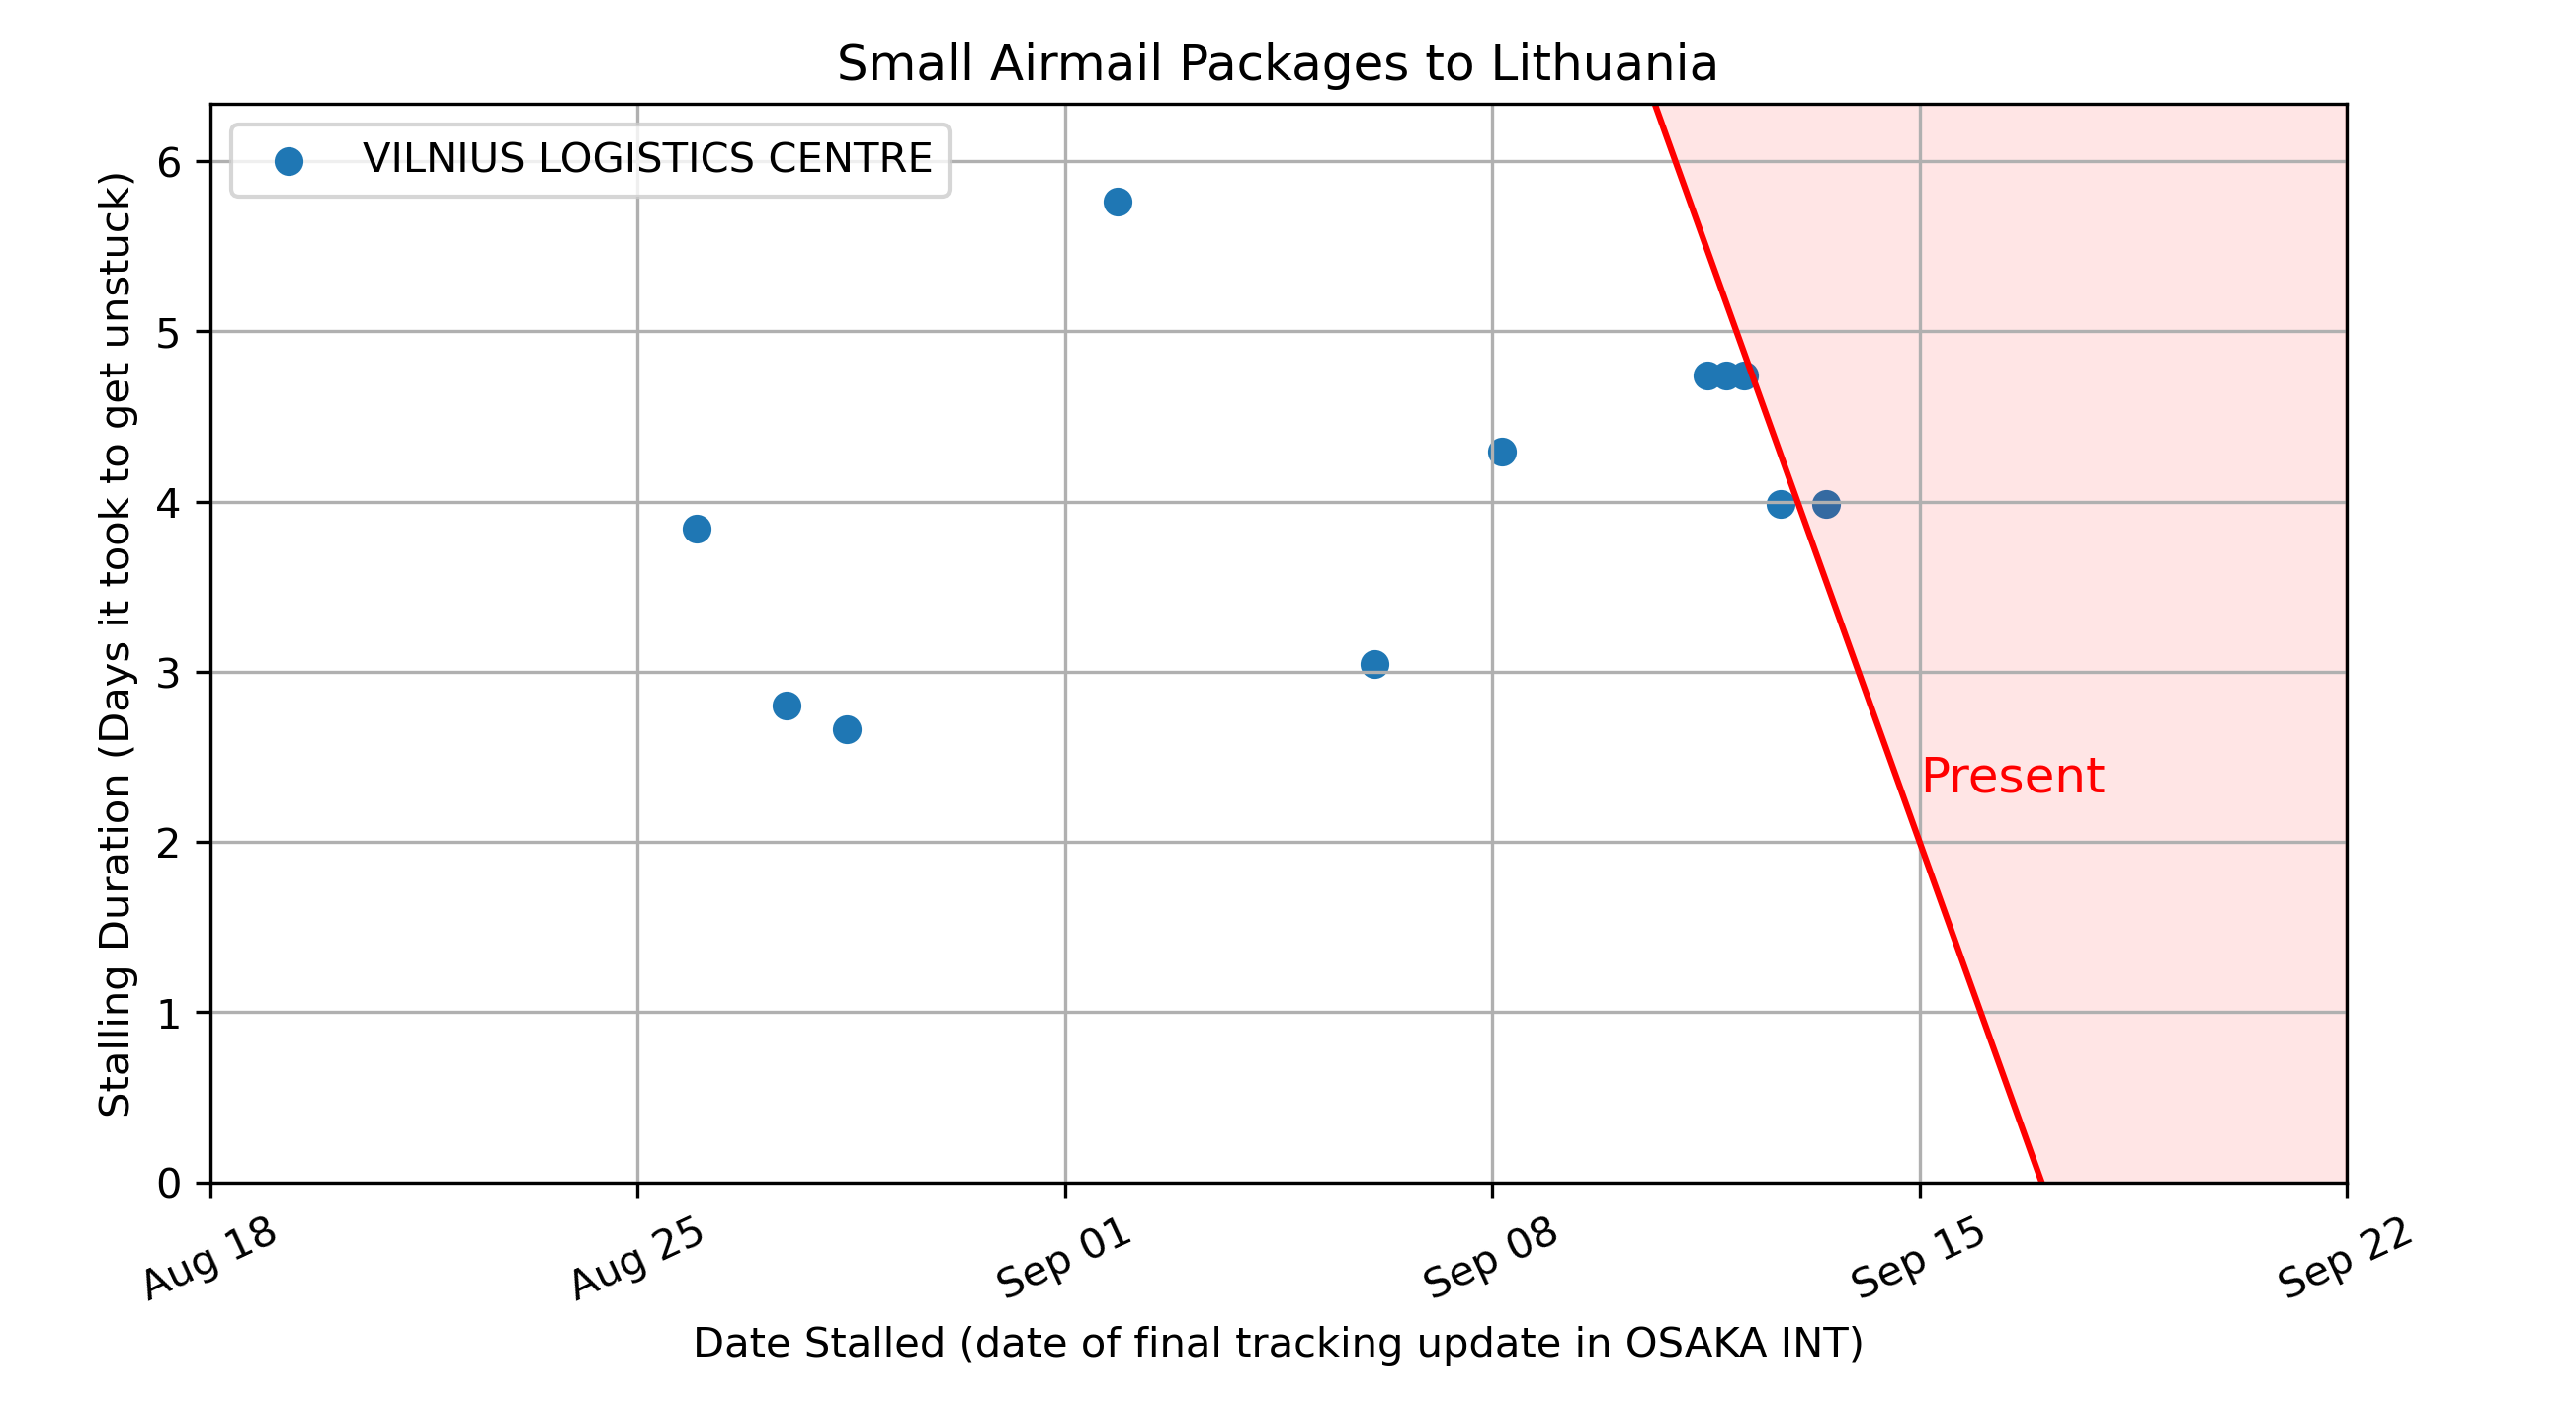 Small Airmail Packages to Lithuania
VILNIUS LOGISTICS CENTRE
Stalling Duration (Days it took to get unstuck)
6
5
4
3
2
1
0
Present
Aug 18
Aug 25
Sep 01
Sep 08
Sep 15
Sep 22
Date Stalled (date of final tracking update in OSAKA INT)